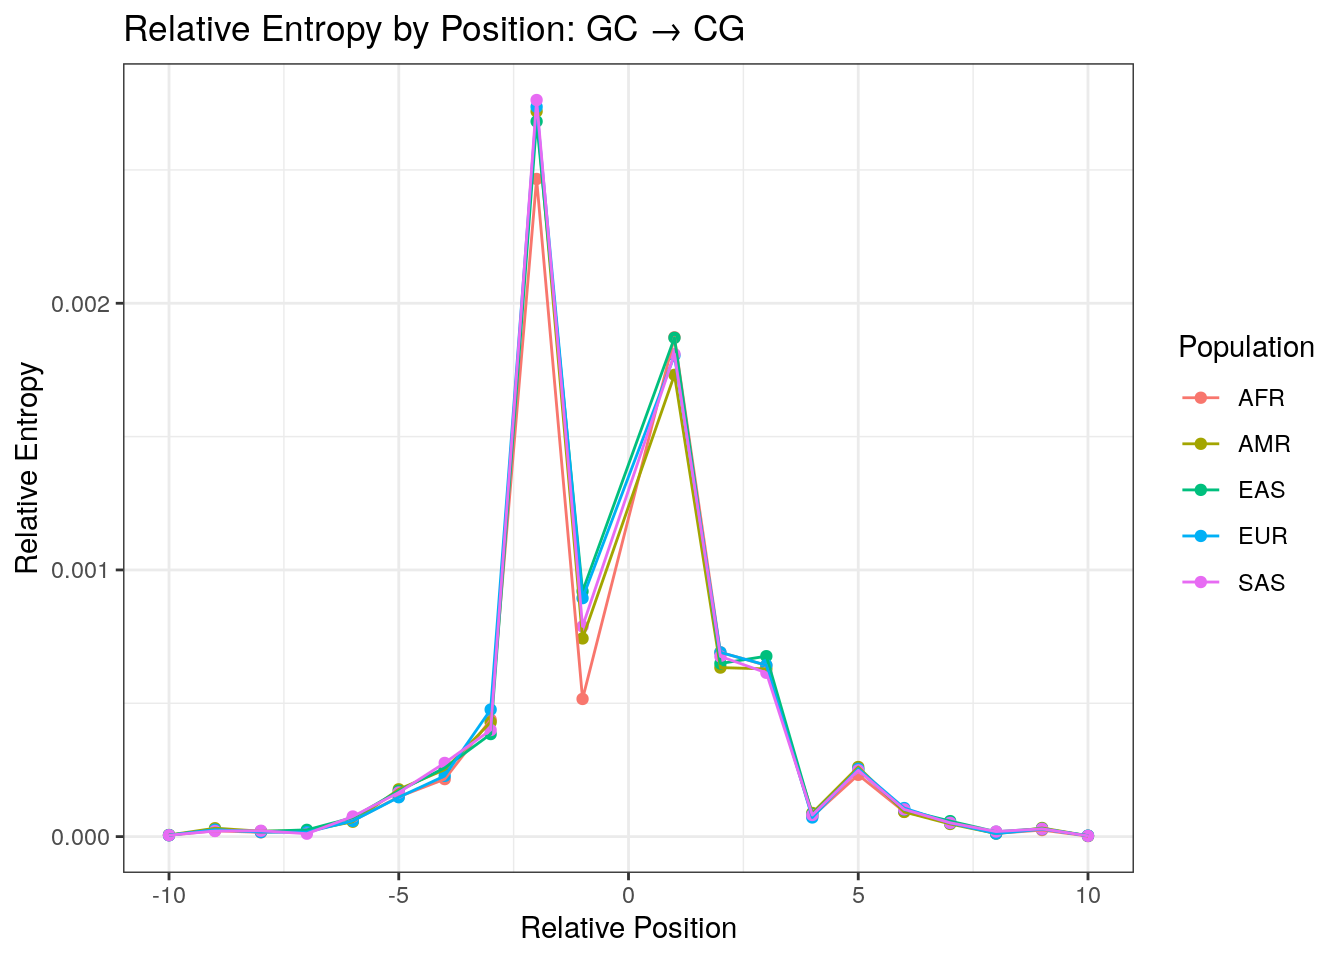 Relative Entropy by Position: GC → CG
Relative Entropy
0.002
0.001
0.000
-10
-5
0
5
10
Relative Position
Population
AFR
AMR
EAS
EUR
SAS